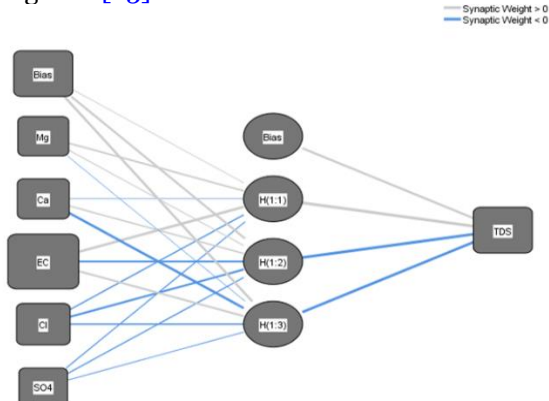 Synaptic Weight > 0
Synaptic Weight < 0
Bias
Mg
Bias
Ca
H(1:1)
TDS
EC
H(1:2)
Cl
H(1:3)
SO4